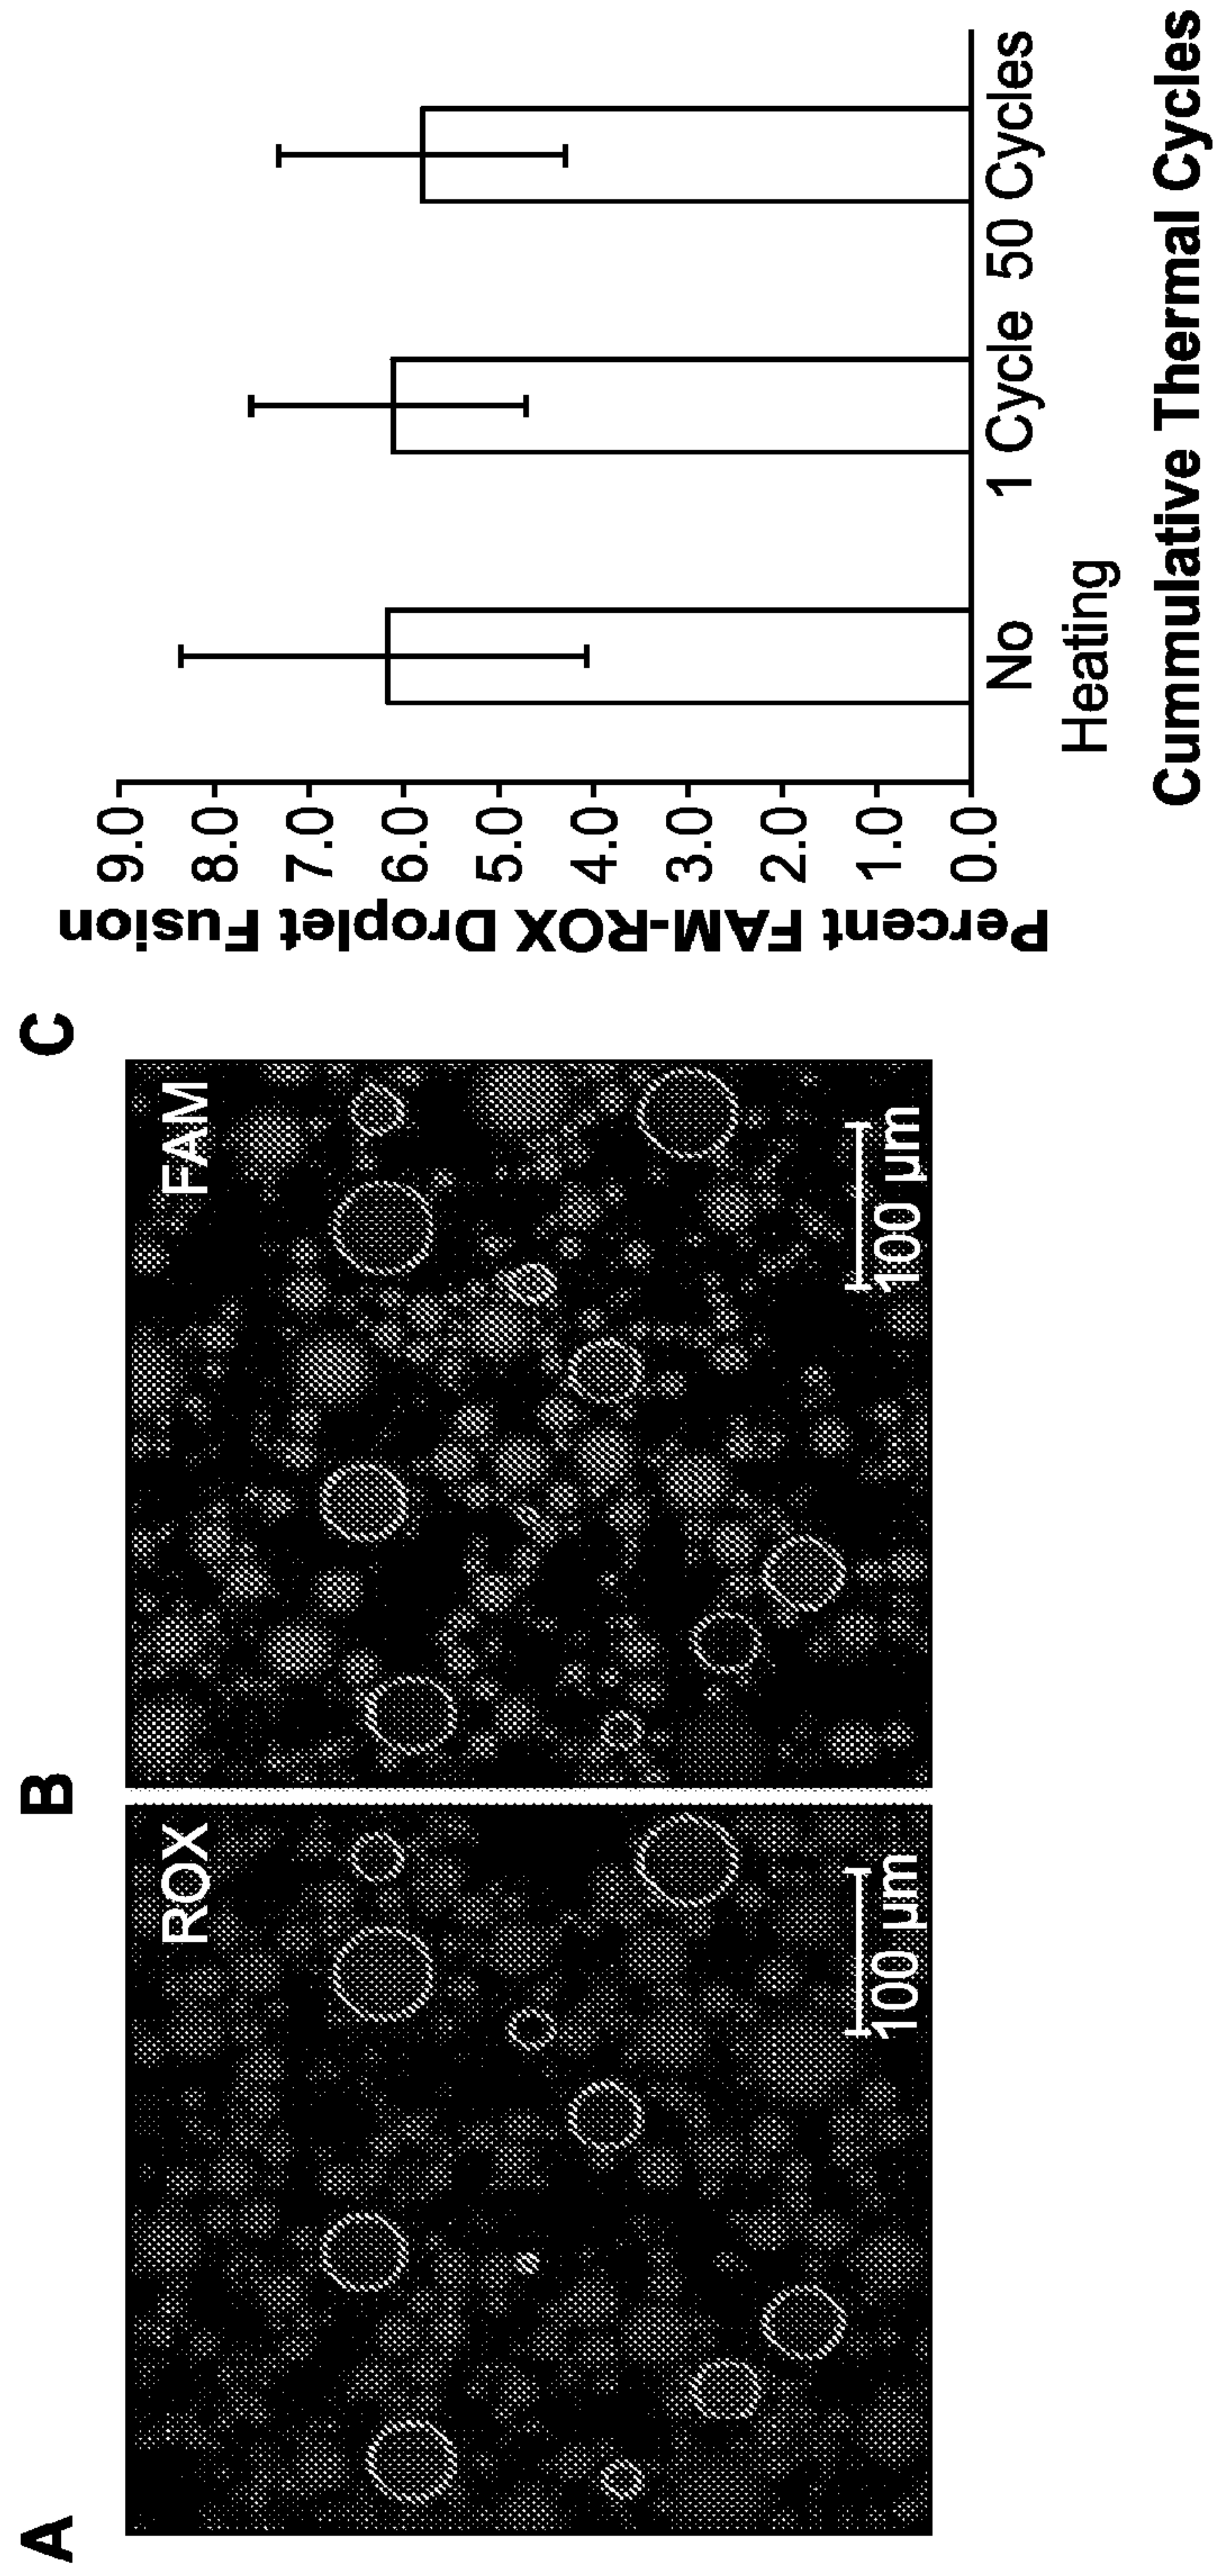 A
ROX
100 µm
B
FAM
100 µm
C
Percent FAM-ROX Droplet Fusion
9.0
8.0
7.0
6.0
5.0
4.0
3.0
2.0
1.0
0.0
No
Heating
1 Cycle
50 Cycles
Cummulative Thermal Cycles